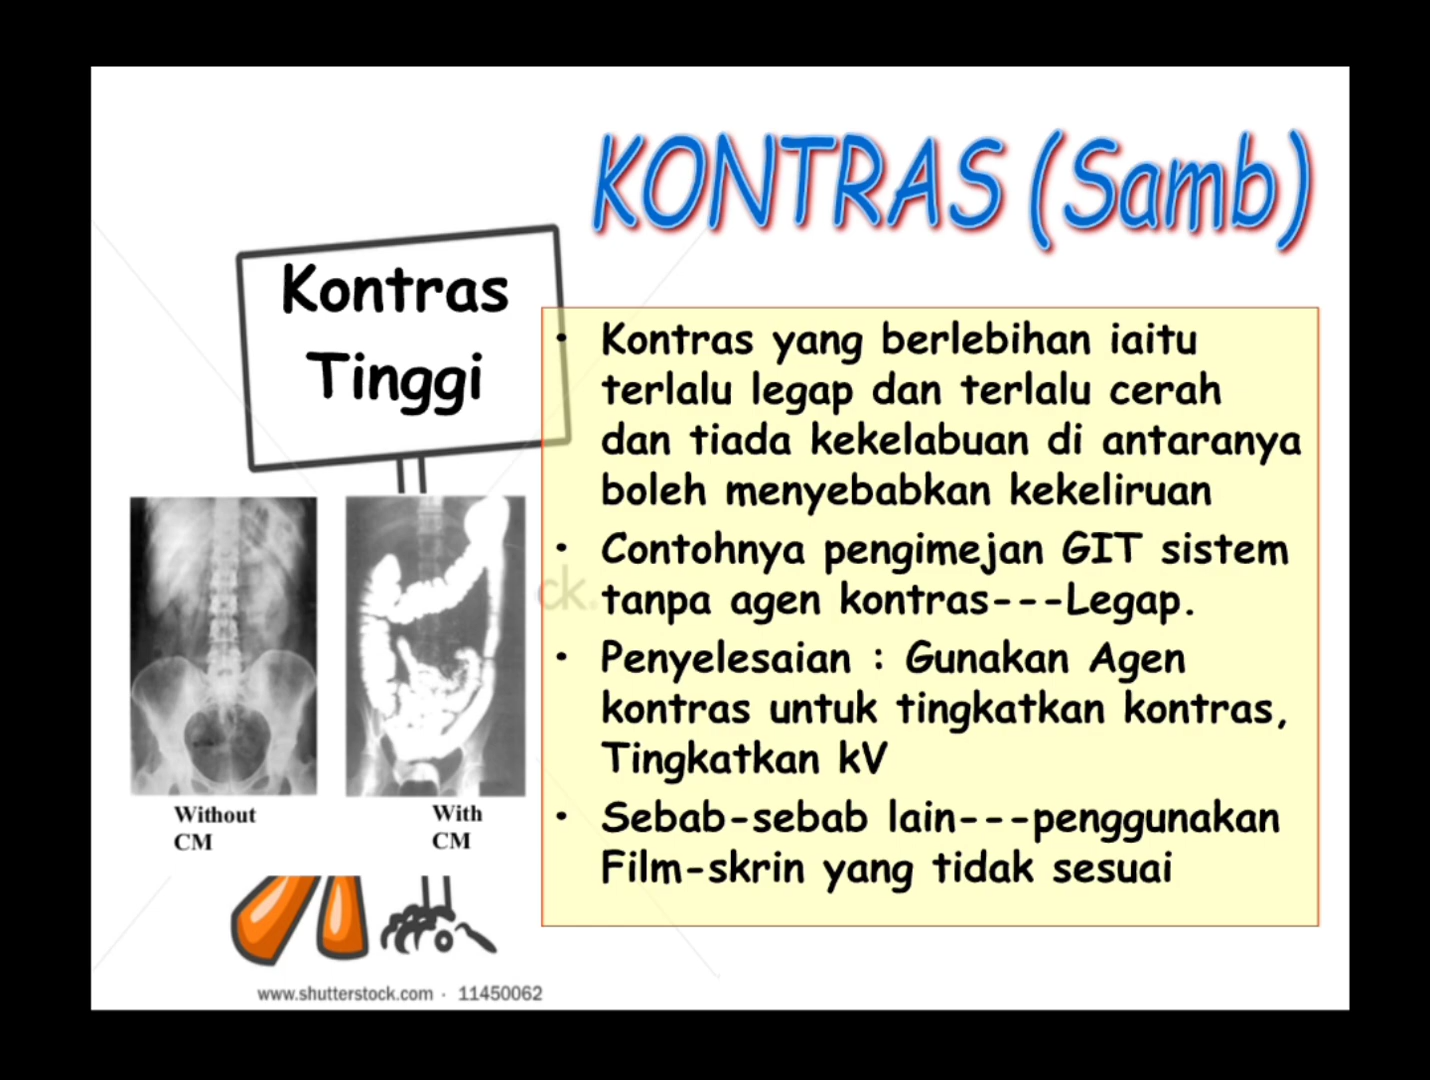 KONTRAS (Samb)
Kontras
Tinggi
• Kontras yang berlebihan iaitu
terlalu legap dan terlalu cerah
dan tiada kekelabuan di antaranya
boleh menyebabkan kekeliruan
• Contohnya pengimejan GIT sistem
tanpa agen kontras---Legap.
• Penyelesaian : Gunakan Agen
kontras untuk tingkatkan kontras,
Tingkatkan kV
• Sebab-sebab lain---penggunakan
Film-skrin yang tidak sesuai
Without
CM
With
CM
ck.
www.shutterstock.com · 11450062